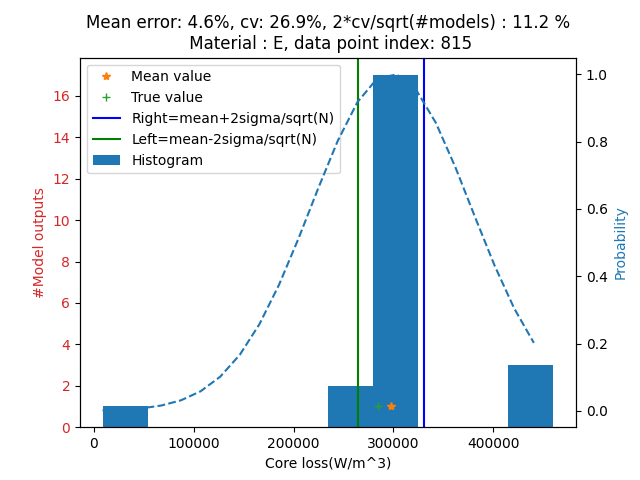 Mean error: 4.6%, cv: 26.9%, 2*cv/sqrt(#models) : 11.2 %
Material : E, data point index: 815
Mean value
True value
Right=mean+2sigma/sqrt(N)
Left=mean-2sigma/sqrt(N)
Histogram
#Model outputs
16
14
12
10
8
6
4
2
0
1.0
0.8
0.6
0.4
0.2
0.0
Probability
0
100000
200000
300000
400000
Core loss(W/m^3)